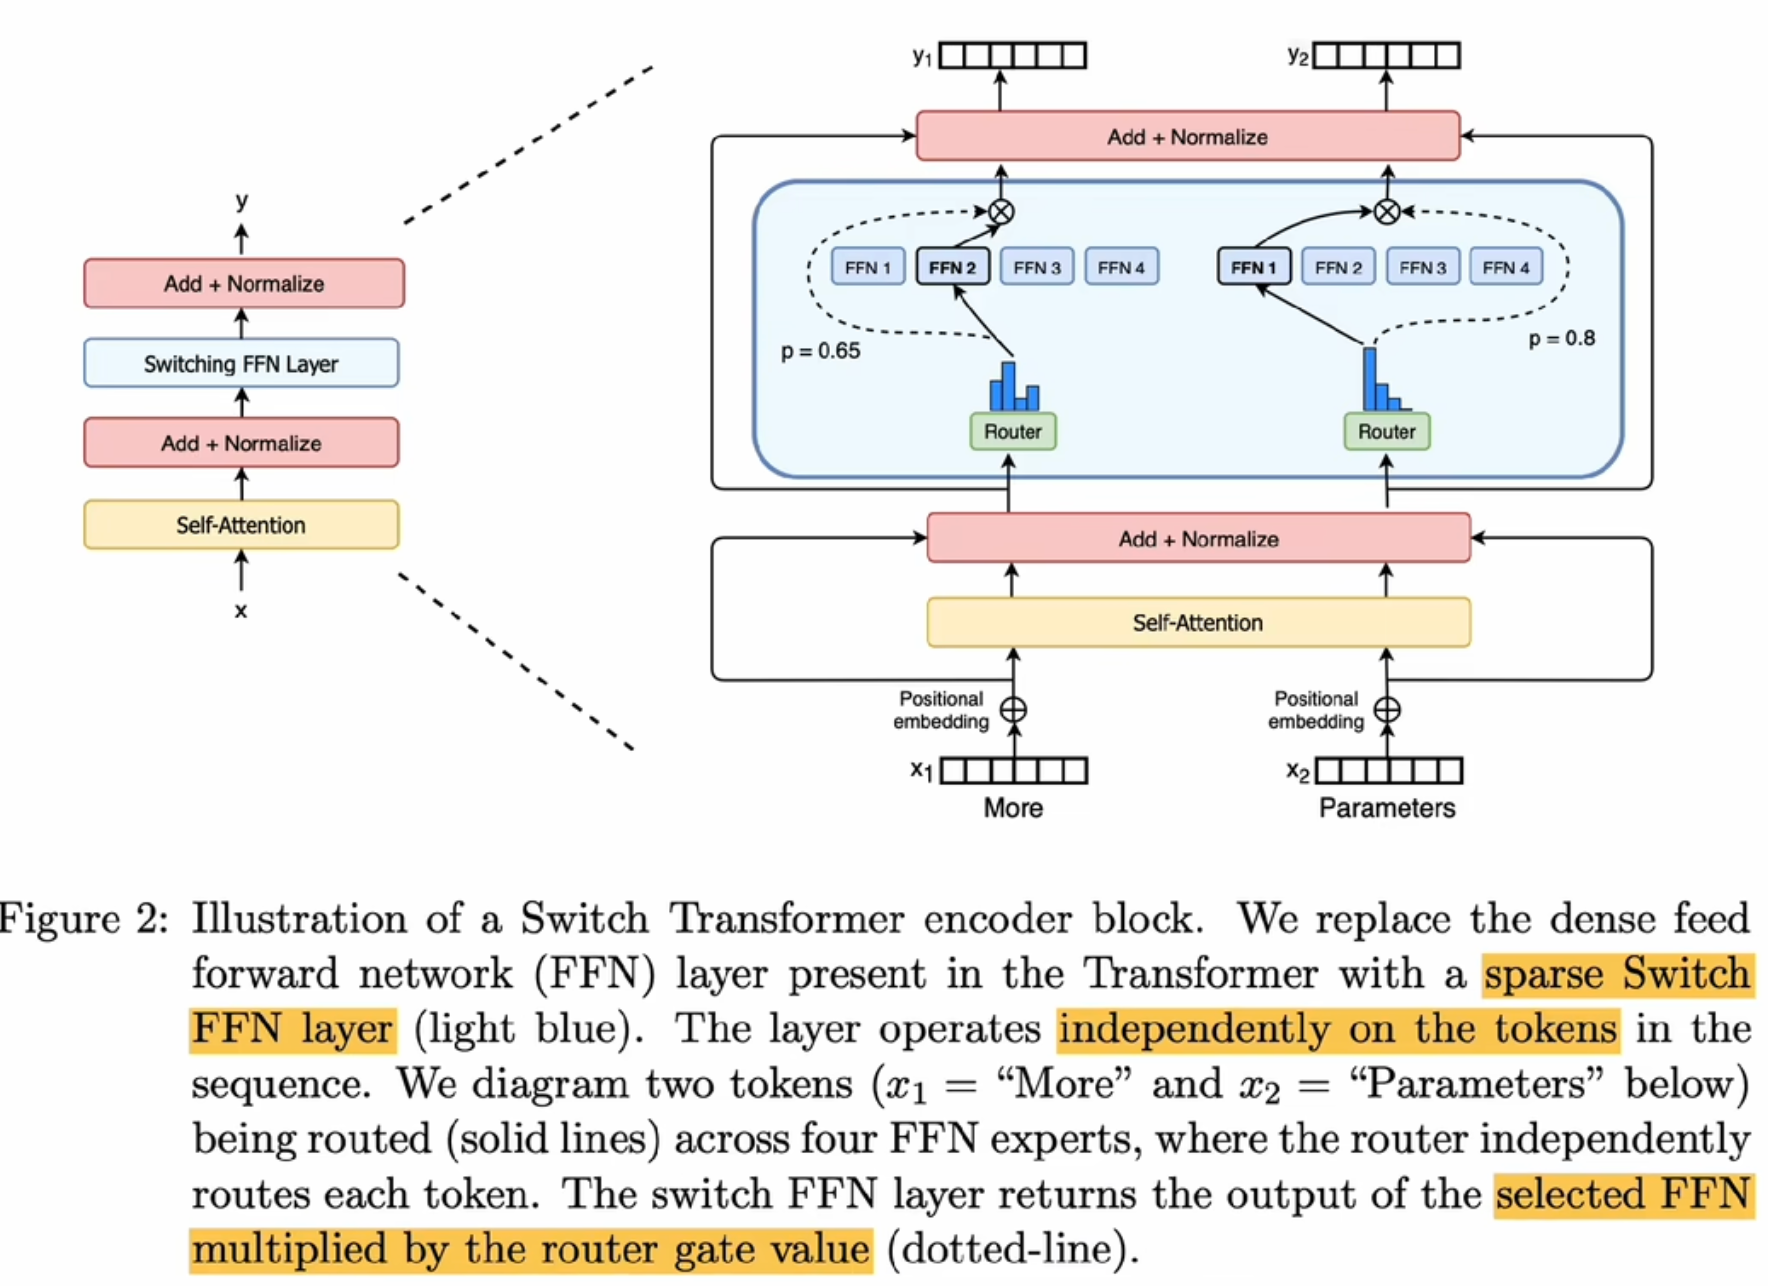 y
Add + Normalize
Switching FFN Layer
Add + Normalize
Self-Attention
x
y1
y2
Add + Normalize
FFN 1 FFN 2 FFN 3 FFN 4
FFN 1 FFN 2 FFN 3 FFN 4
p = 0.65
p = 0.8
Router
Router
Add + Normalize
Self-Attention
Positional
embedding
Positional
embedding
x1
x2
More
Parameters
Figure 2: Illustration of a Switch Transformer encoder block. We replace the dense feed
forward network (FFN) layer present in the Transformer with a sparse Switch
FFN layer (light blue). The layer operates independently on the tokens in the
sequence. We diagram two tokens (x1 = “More” and x2 = “Parameters” below)
being routed (solid lines) across four FFN experts, where the router independently
routes each token. The switch FFN layer returns the output of the selected FFN
multiplied by the router gate value (dotted-line).